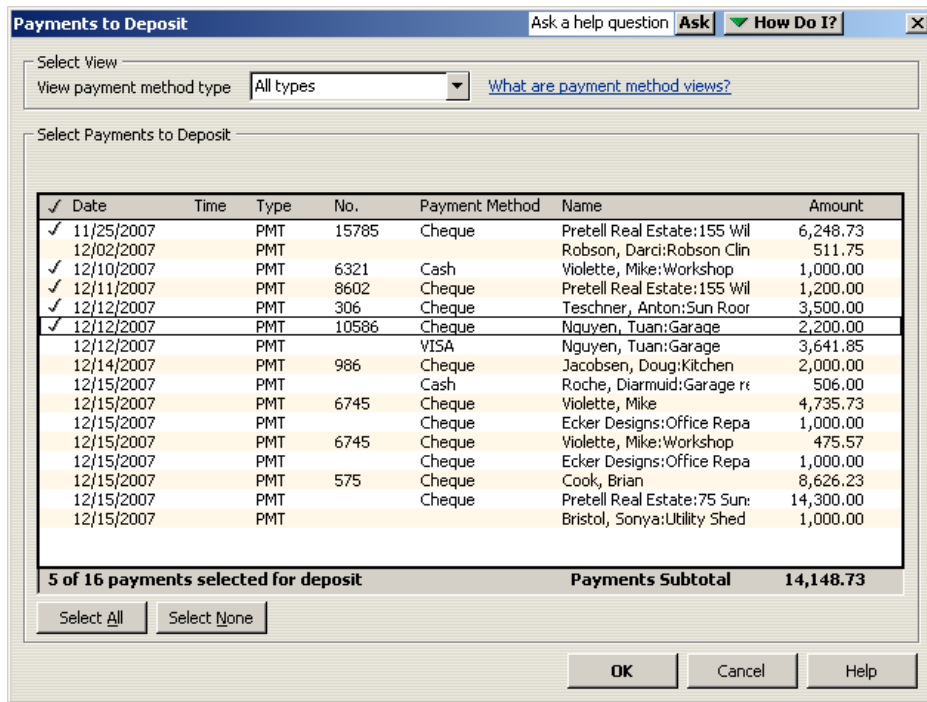 Payments to Deposit Ask a help question Ask How Do I?
Select View
View payment method type All types What are payment method views?
Select Payments to Deposit
✓ Date Time Type No. Payment Method Name Amount
✓ 11/25/2007 PMT 15785 Cheque Pretell Real Estate:155 Wil 6,248.73
12/02/2007 PMT Robson, Darci:Robson Clin 511.75
✓ 12/10/2007 PMT 6321 Cash Violette, Mike:Workshop 1,000.00
✓ 12/11/2007 PMT 8602 Cheque Pretell Real Estate:155 Wil 1,200.00
✓ 12/12/2007 PMT 306 Cheque Teschner, Anton:Sun Roor 3,500.00
✓ 12/12/2007 PMT 10586 Cheque Nguyen, Tuan:Garage 2,200.00
12/12/2007 PMT VISA Nguyen, Tuan:Garage 3,641.85
12/14/2007 PMT 986 Cheque Jacobsen, Doug:Kitchen 2,000.00
12/15/2007 PMT Cash Roche, Diarmuid:Garage re 506.00
12/15/2007 PMT 6745 Cheque Violette, Mike 4,735.73
12/15/2007 PMT Cheque Ecker Designs:Office Repa 1,000.00
12/15/2007 PMT 6745 Cheque Violette, Mike:Workshop 475.57
12/15/2007 PMT Cheque Ecker Designs:Office Repa 1,000.00
12/15/2007 PMT 575 Cheque Cook, Brian 8,626.23
12/15/2007 PMT Cheque Pretell Real Estate:75 Sun: 14,300.00
12/15/2007 PMT Bristol, Sonya:Utility Shed 1,000.00
5 of 16 payments selected for deposit Payments Subtotal 14,148.73
Select All Select None
OK Cancel Help